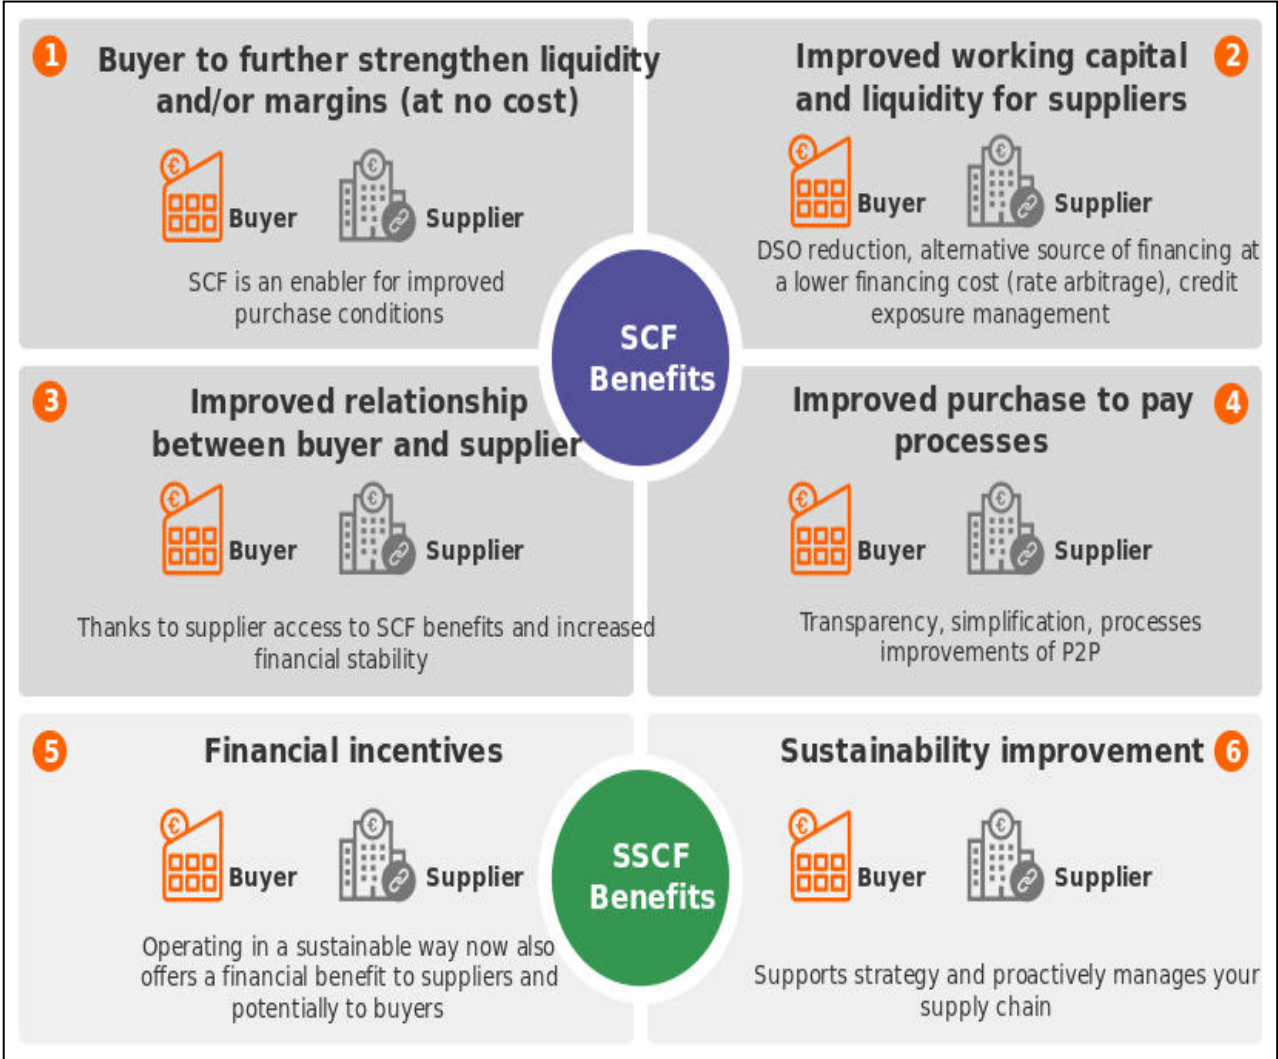 1
Buyer to further strengthen liquidity
and/or margins (at no cost)
€
Buyer
€
Supplier
SCF is an enabler for improved
purchase conditions
2
Improved working capital
and liquidity for suppliers
€
Buyer
€
Supplier
DSO reduction, alternative source of financing at
a lower financing cost (rate arbitrage), credit
exposure management
SCF
Benefits
3
Improved relationship
between buyer and supplier
€
Buyer
€
Supplier
Thanks to supplier access to SCF benefits and increased
financial stability
4
Improved purchase to pay
processes
€
Buyer
€
Supplier
Transparency, simplification, processes
improvements of P2P
5
Financial incentives
€
Buyer
€
Supplier
Operating in a sustainable way now also
offers a financial benefit to suppliers and
potentially to buyers
SSCF
Benefits
6
Sustainability improvement
€
Buyer
€
Supplier
Supports strategy and proactively manages your
supply chain